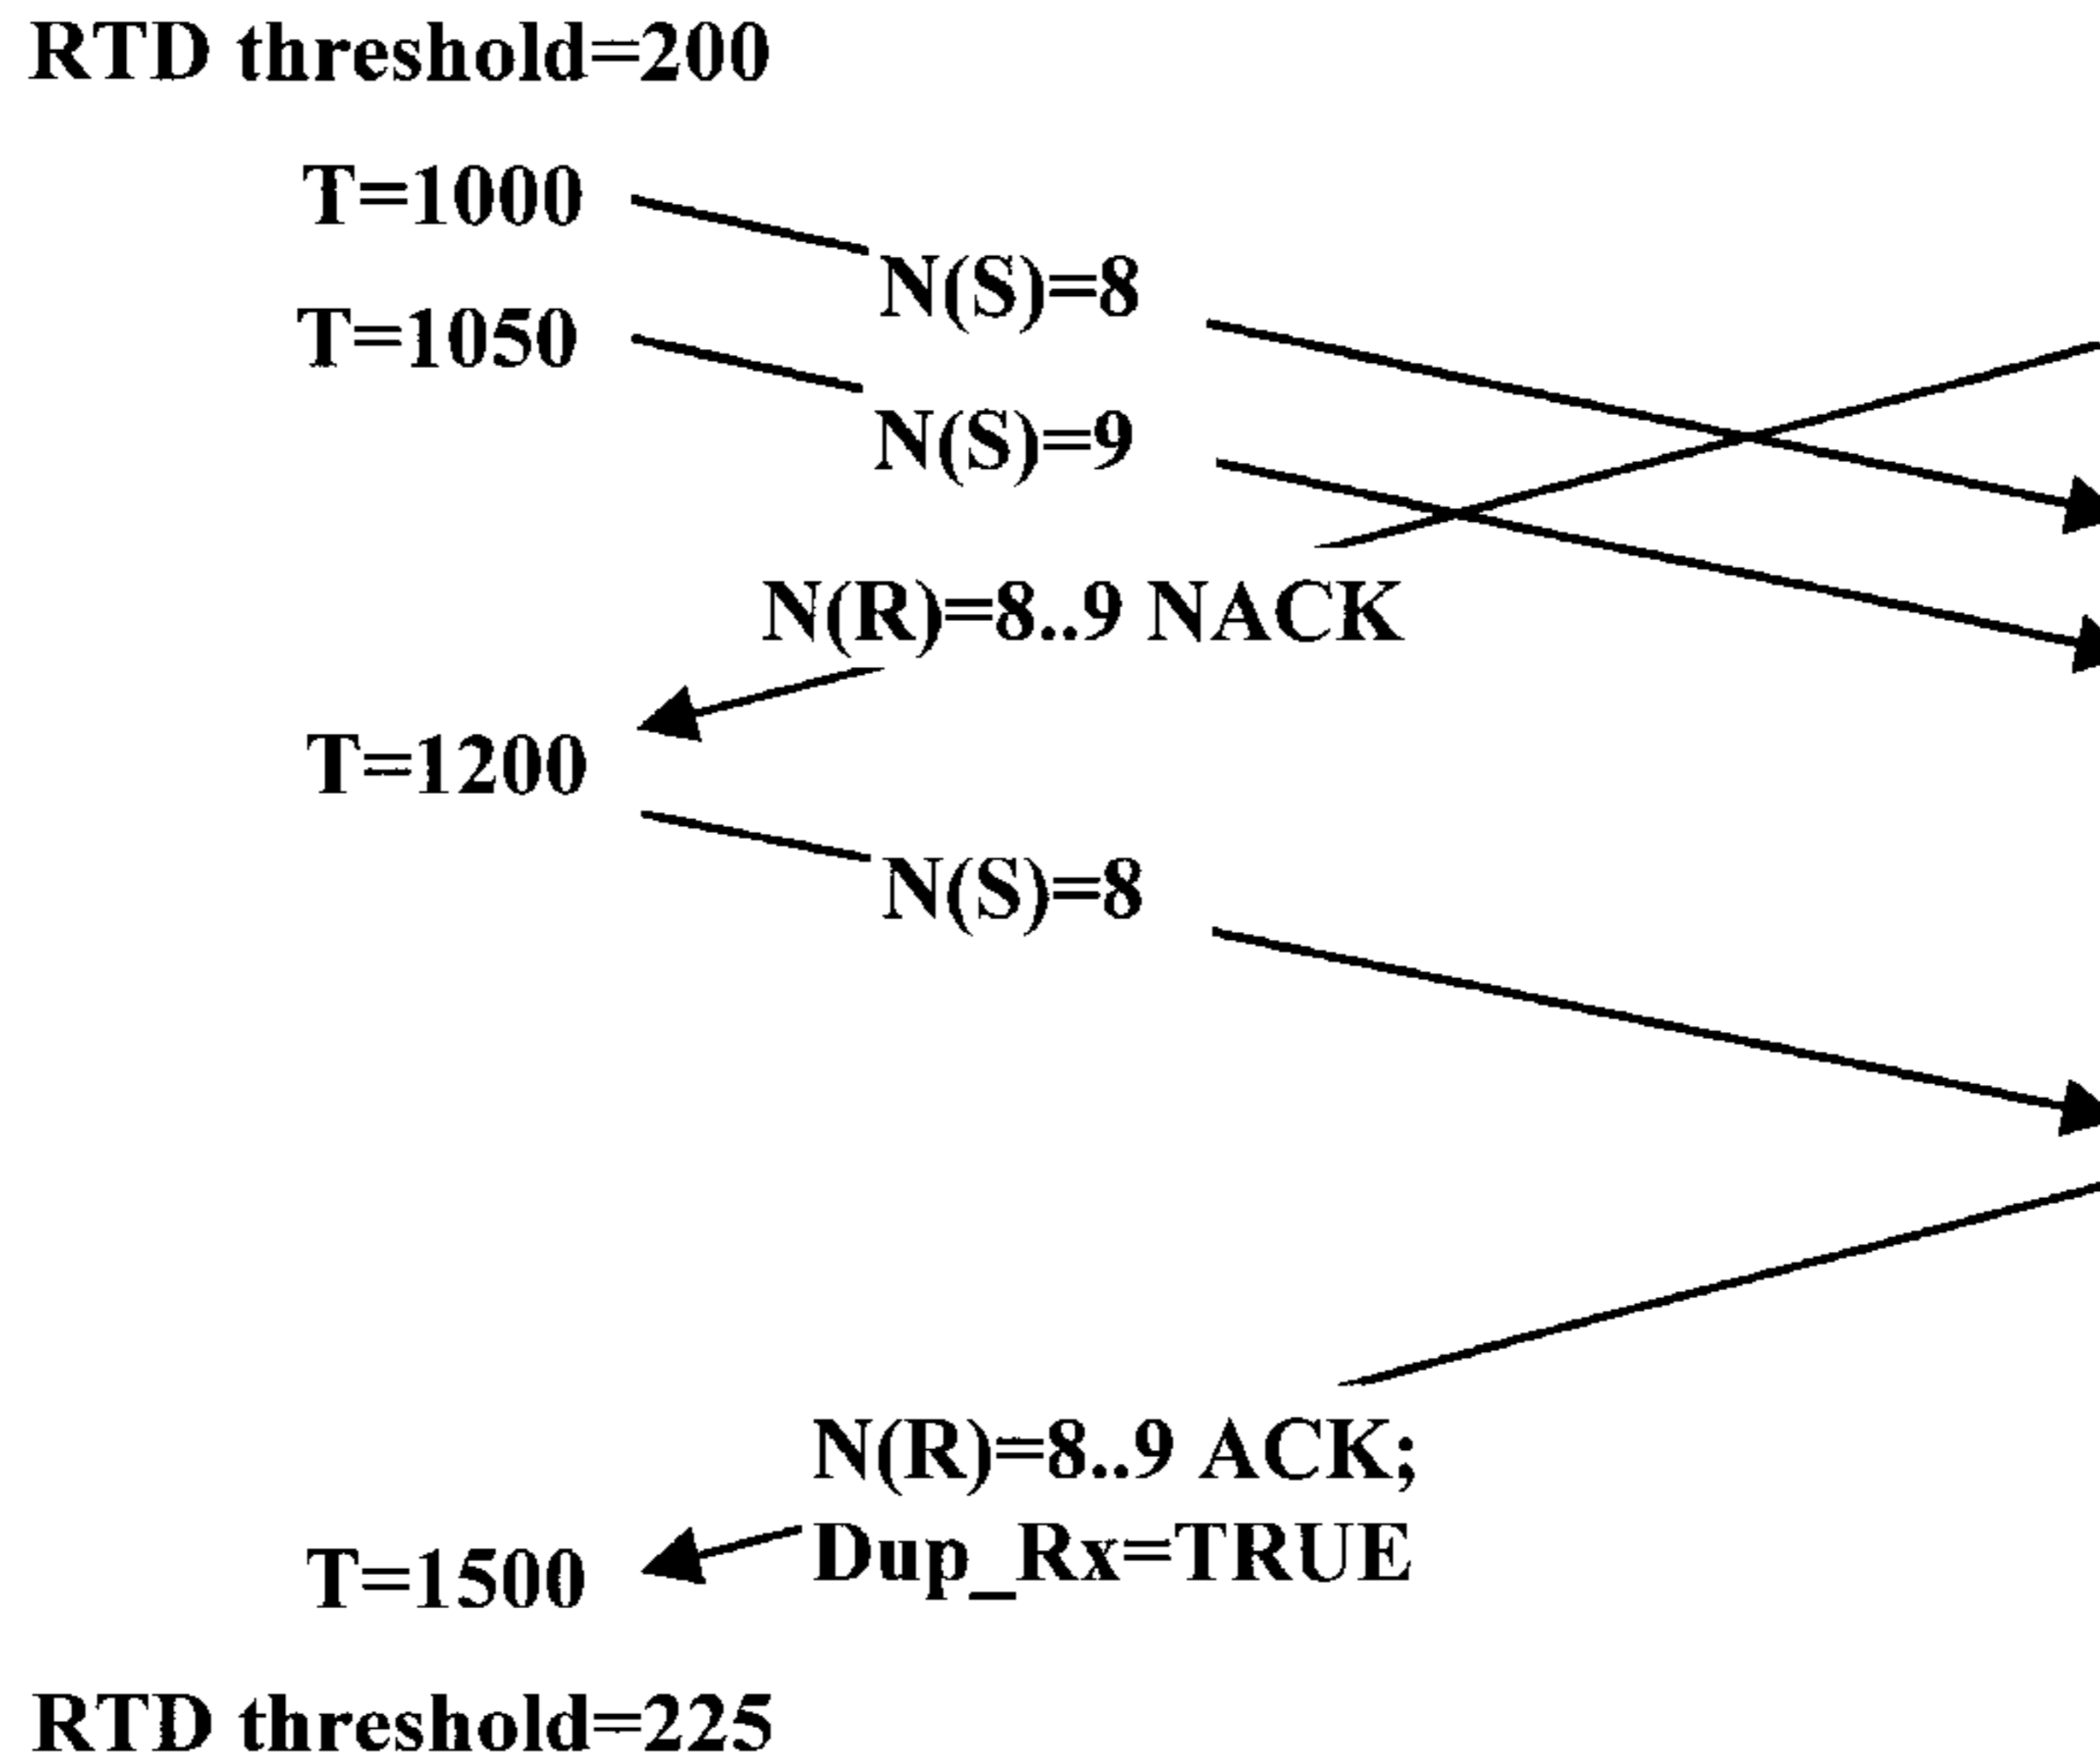 RTD threshold=200
T=1000
N(S)=8
T=1050
N(S)=9
N(R)=8..9 NACK
T=1200
N(S)=8
N(R)=8..9 ACK;
Dup_Rx=TRUE
T=1500
RTD threshold=225